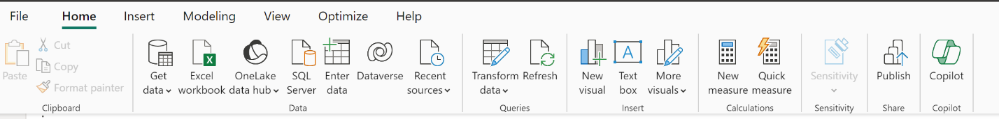 File Home Insert Modeling View Optimize Help
Paste
Cut
Copy
Format painter
Clipboard
Get
data
Excel
workbook
OneLake
data hub
SQL
Server
Enter
data
Dataverse
Recent
sources
Data
Transform
data
Refresh
Queries
New
visual
A
Text
box
More
visuals
Insert
New
measure
Quick
measure
Calculations
Sensitivity
Sensitivity
Publish
Share
Copilot
Copilot